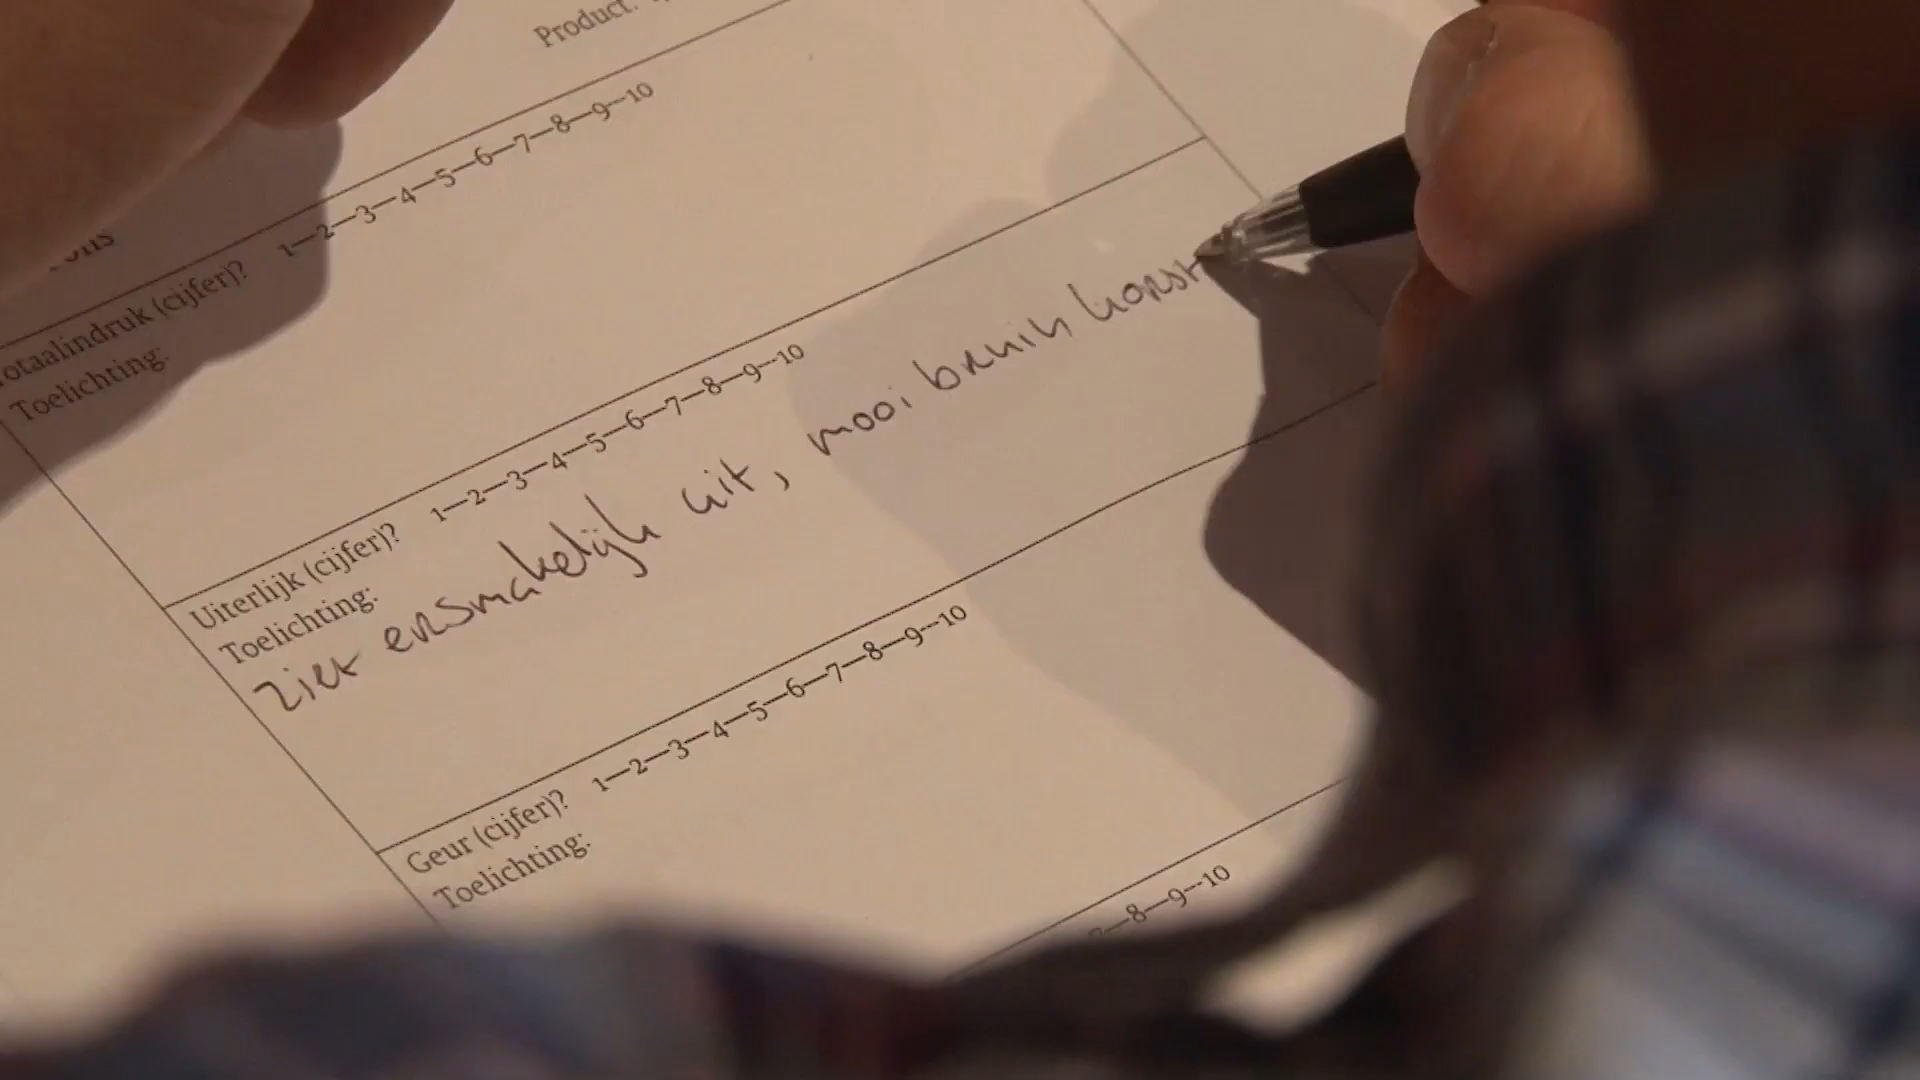 Product:
Totaalindruk (cijfer)? 1—2—3—4—5—6—7—8—9--10
Toelichting:
Uiterlijk (cijfer)? 1—2—3—4—5—6—7—8—9--10
Toelichting:
ziet ersmakelijk uit, mooi bruin korst
Geur (cijfer)? 1—2—3—4—5—6—7—8—9--10
Toelichting:
8—9--10